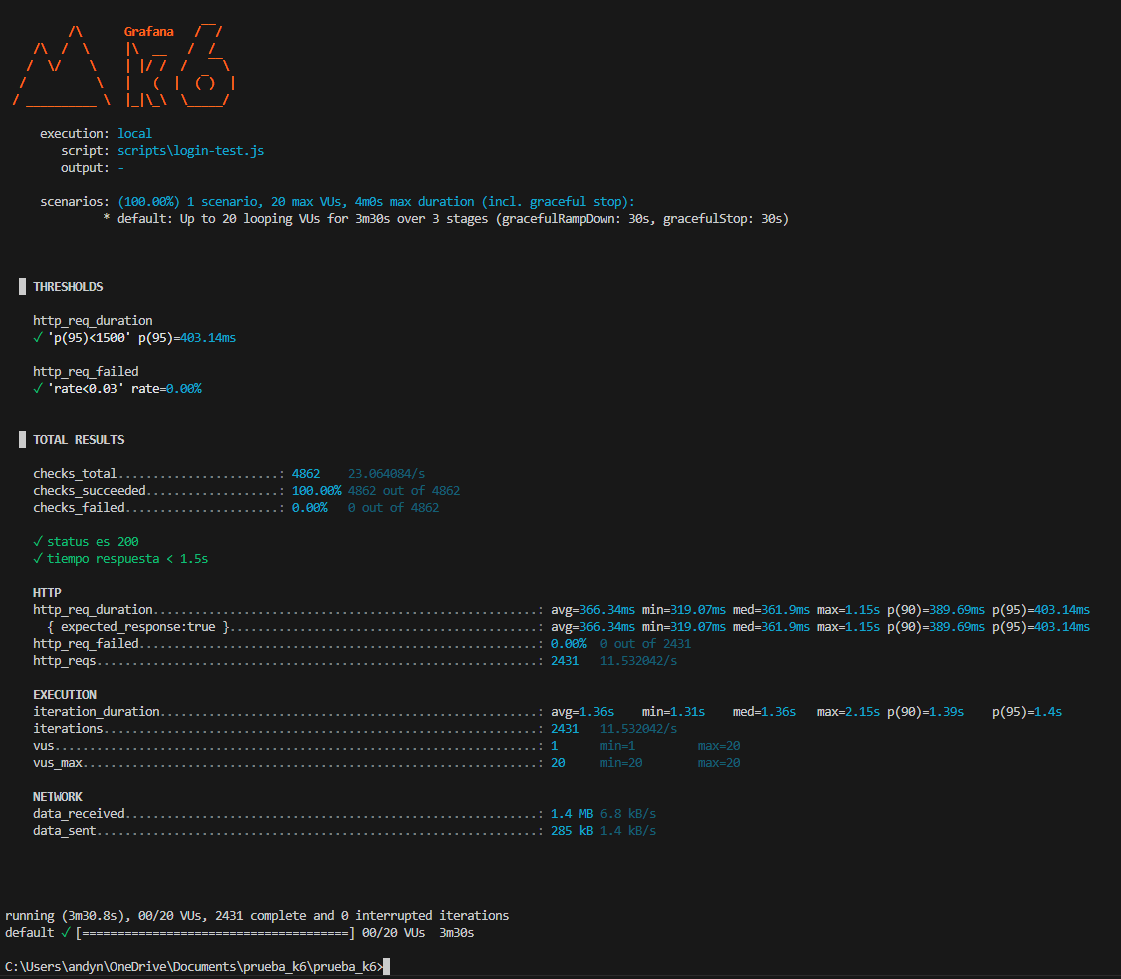 Grafana
execution: local
script: scripts\login-test.js
output: -
scenarios: (100.00%) 1 scenario, 20 max VUs, 4m0s max duration (incl. graceful stop):
* default: Up to 20 looping VUs for 3m30s over 3 stages (gracefulRampDown: 30s, gracefulStop: 30s)
█ THRESHOLDS
http_req_duration
✓ 'p(95)<1500' p(95)=403.14ms
http_req_failed
✓ 'rate<0.03' rate=0.00%
█ TOTAL RESULTS
checks_total.......................: 4862 23.064084/s
checks_succeeded...................: 100.00% 4862 out of 4862
checks_failed......................: 0.00% 0 out of 4862
✓ status es 200
✓ tiempo respuesta < 1.5s
HTTP
http_req_duration.......................................................: avg=366.34ms min=319.07ms med=361.9ms max=1.15s p(90)=389.69ms p(95)=403.14ms
{ expected_response:true }............................................: avg=366.34ms min=319.07ms med=361.9ms max=1.15s p(90)=389.69ms p(95)=403.14ms
http_req_failed.........................................................: 0.00% 0 out of 2431
http_reqs...............................................................: 2431 11.532042/s
EXECUTION
iteration_duration......................................................: avg=1.36s min=1.31s med=1.36s max=2.15s p(90)=1.39s p(95)=1.4s
iterations..............................................................: 2431 11.532042/s
vus.....................................................................: 1 min=1 max=20
vus_max.................................................................: 20 min=20 max=20
NETWORK
data_received...........................................................: 1.4 MB 6.8 kB/s
data_sent...............................................................: 285 kB 1.4 kB/s
running (3m30.8s), 00/20 VUs, 2431 complete and 0 interrupted iterations
default ✓ [======================================] 00/20 VUs 3m30s
C:\Users\andyn\OneDrive\Documents\prueba_k6\prueba_k6>